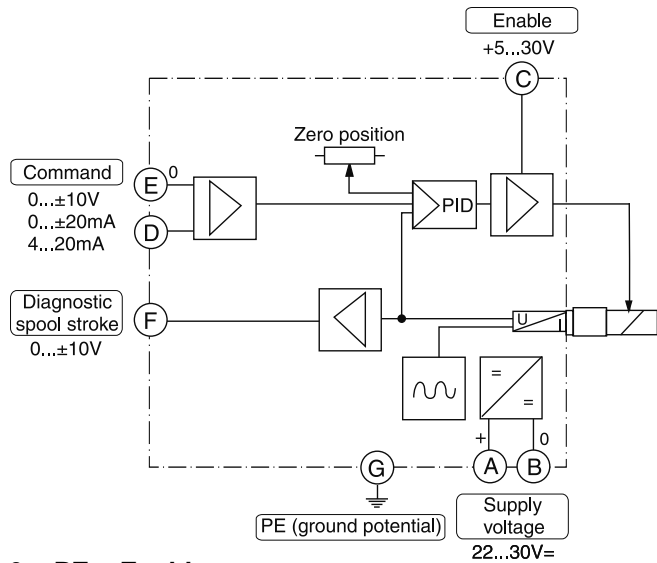 Enable
+5...30V
C
Zero position
Command
0...±10V
0...±20mA
4...20mA
E
0
D
PID
Diagnostic
spool stroke
0...±10V
F
U
L
=
=
+
0
A
B
G
PE (ground potential)
Supply
voltage
22...30V=